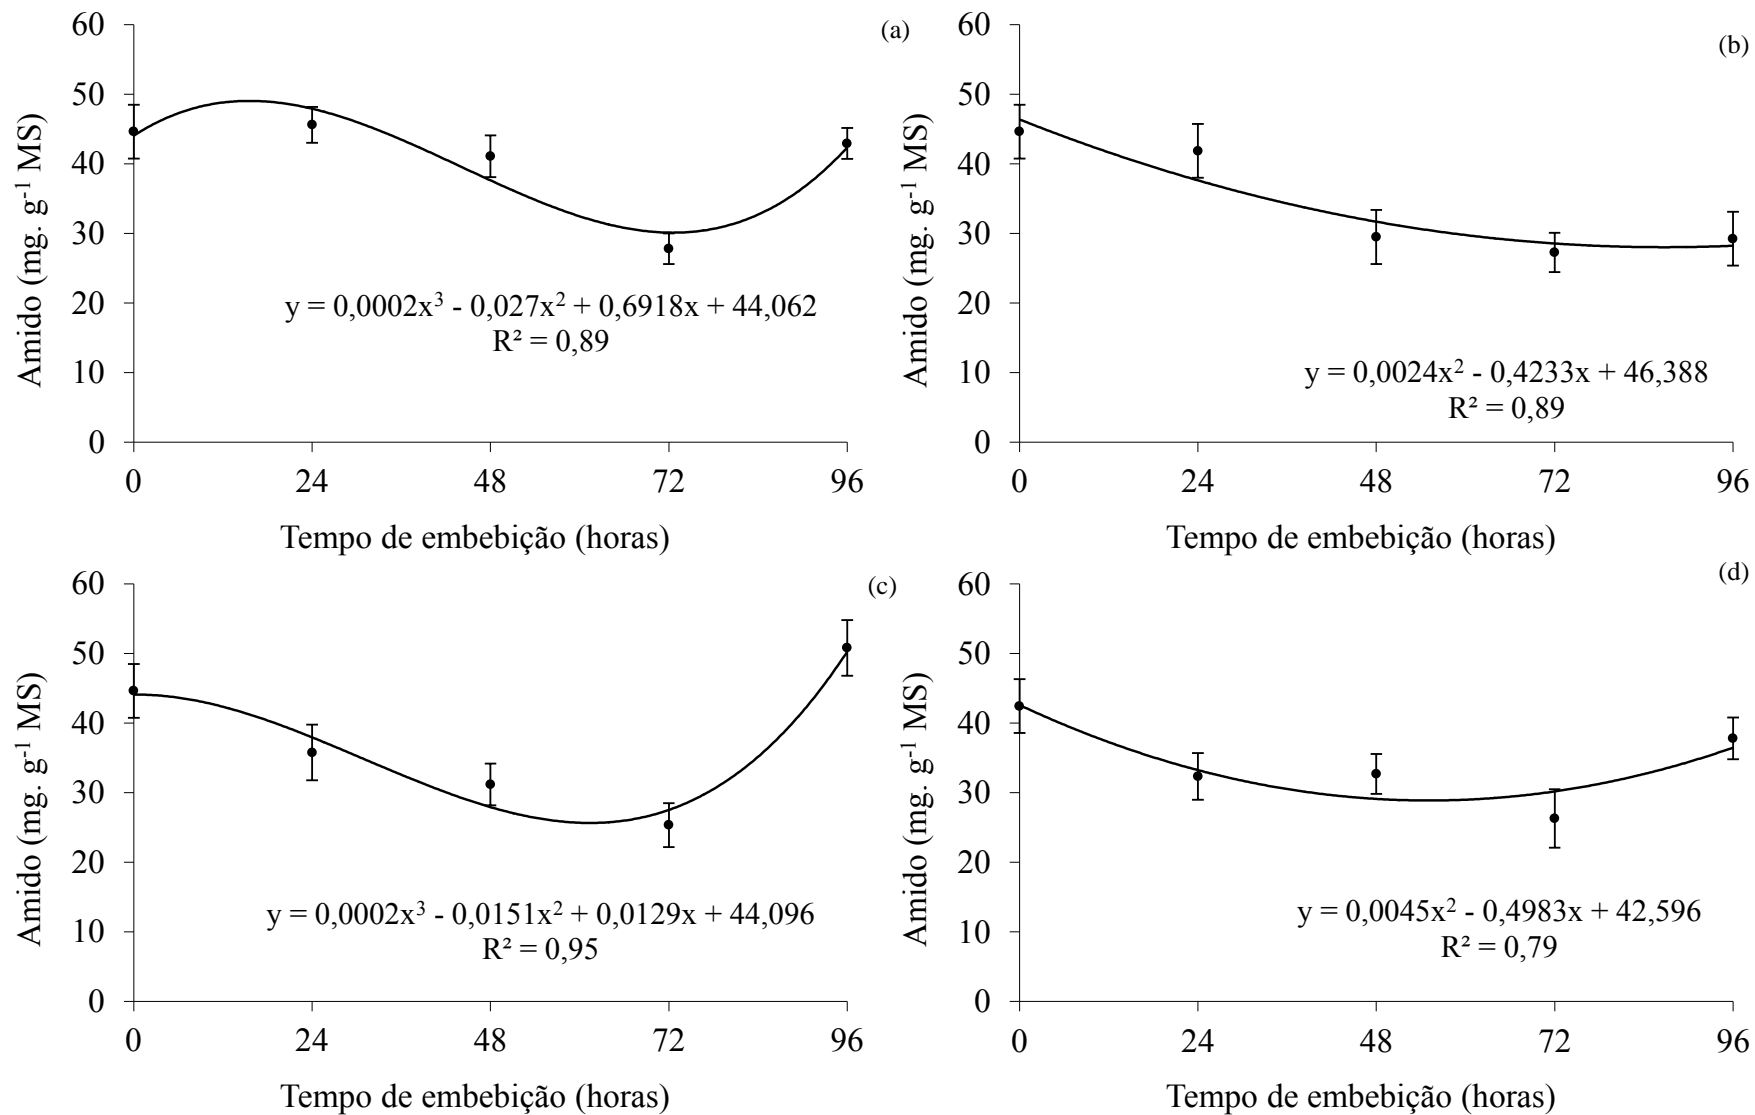 (a)
Amido (mg. g⁻¹ MS)
60
50
40
30
20
10
0
y = 0,0002x³ - 0,027x² + 0,6918x + 44,062
R² = 0,89
0 24 48 72 96
Tempo de embebição (horas)
(b)
Amido (mg. g⁻¹ MS)
60
50
40
30
20
10
0
y = 0,0024x² - 0,4233x + 46,388
R² = 0,89
0 24 48 72 96
Tempo de embebição (horas)
(c)
Amido (mg. g⁻¹ MS)
60
50
40
30
20
10
0
y = 0,0002x³ - 0,0151x² + 0,0129x + 44,096
R² = 0,95
0 24 48 72 96
Tempo de embebição (horas)
(d)
Amido (mg. g⁻¹ MS)
60
50
40
30
20
10
0
y = 0,0045x² - 0,4983x + 42,596
R² = 0,79
0 24 48 72 96
Tempo de embebição (horas)